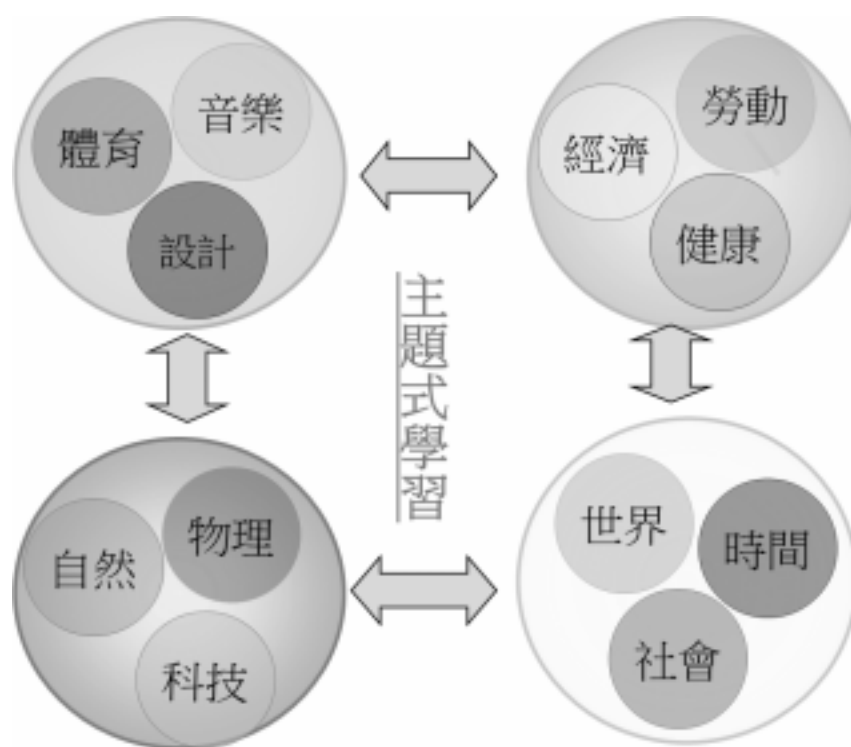 音樂
體育
設計
勞動
經濟
健康
主題式學習
物理
自然
科技
世界
時間
社會